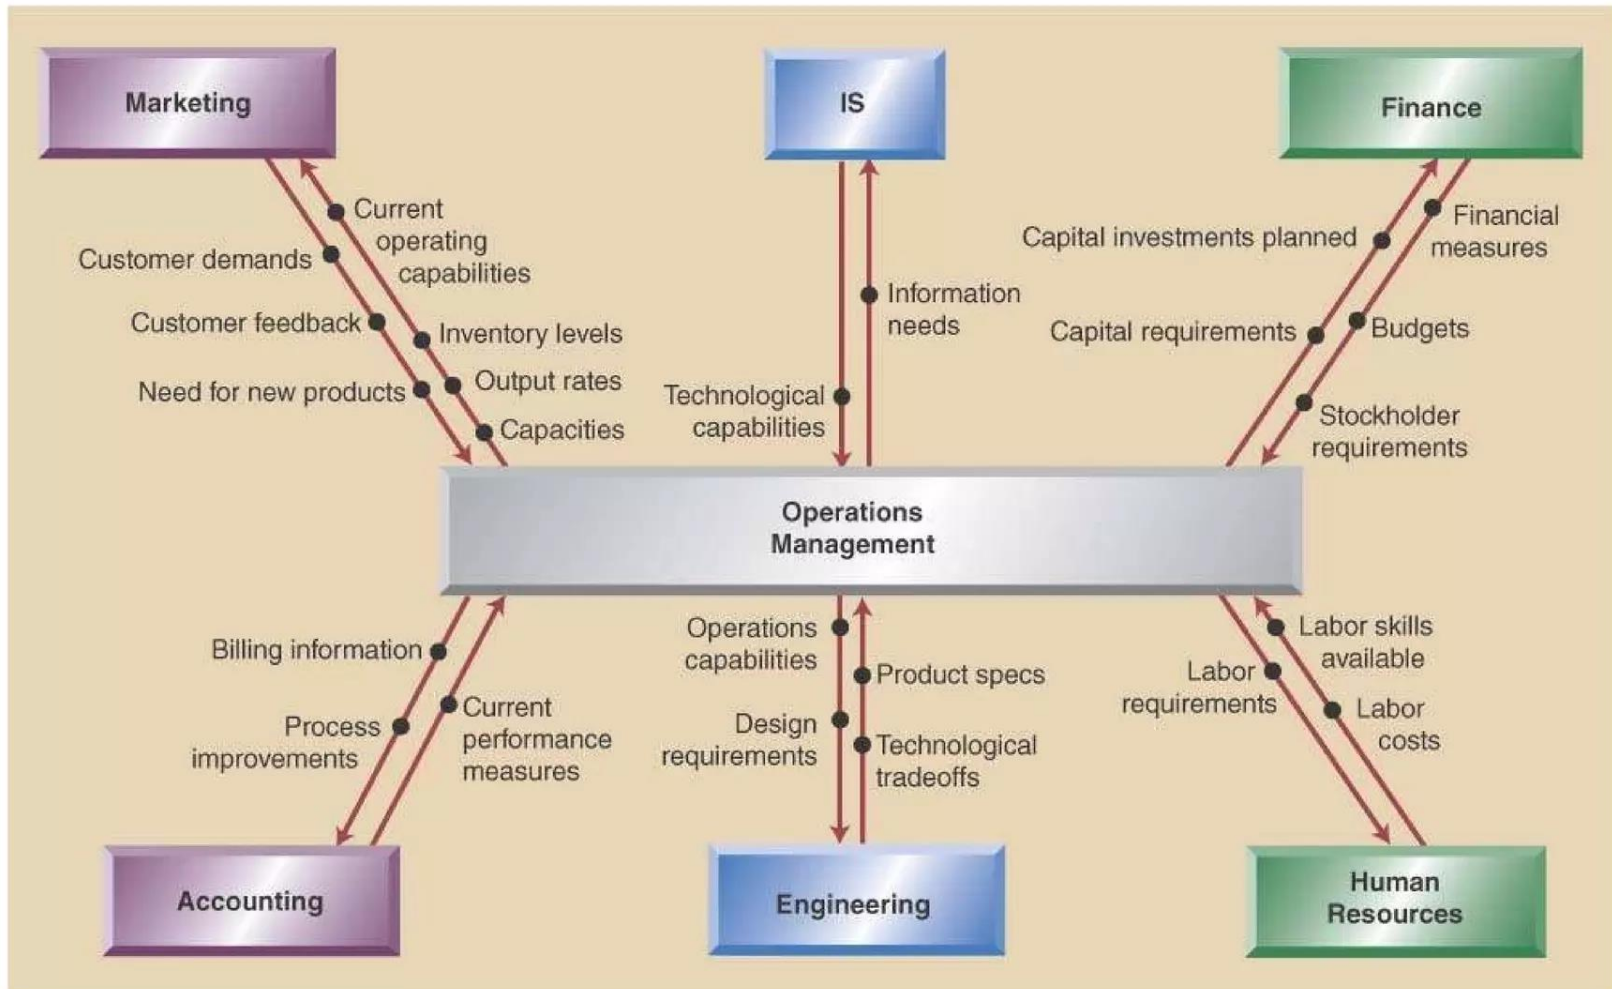 Marketing
IS
Finance
Current
operating
capabilities
Customer demands
Customer feedback
Inventory levels
Need for new products
Output rates
Capacities
Information
needs
Technological
capabilities
Capital investments planned
Financial
measures
Capital requirements
Budgets
Stockholder
requirements
Operations
Management
Billing information
Process
improvements
Current
performance
measures
Operations
capabilities
Product specs
Design
requirements
Technological
tradeoffs
Labor skills
available
Labor
requirements
Labor
costs
Accounting
Engineering
Human
Resources